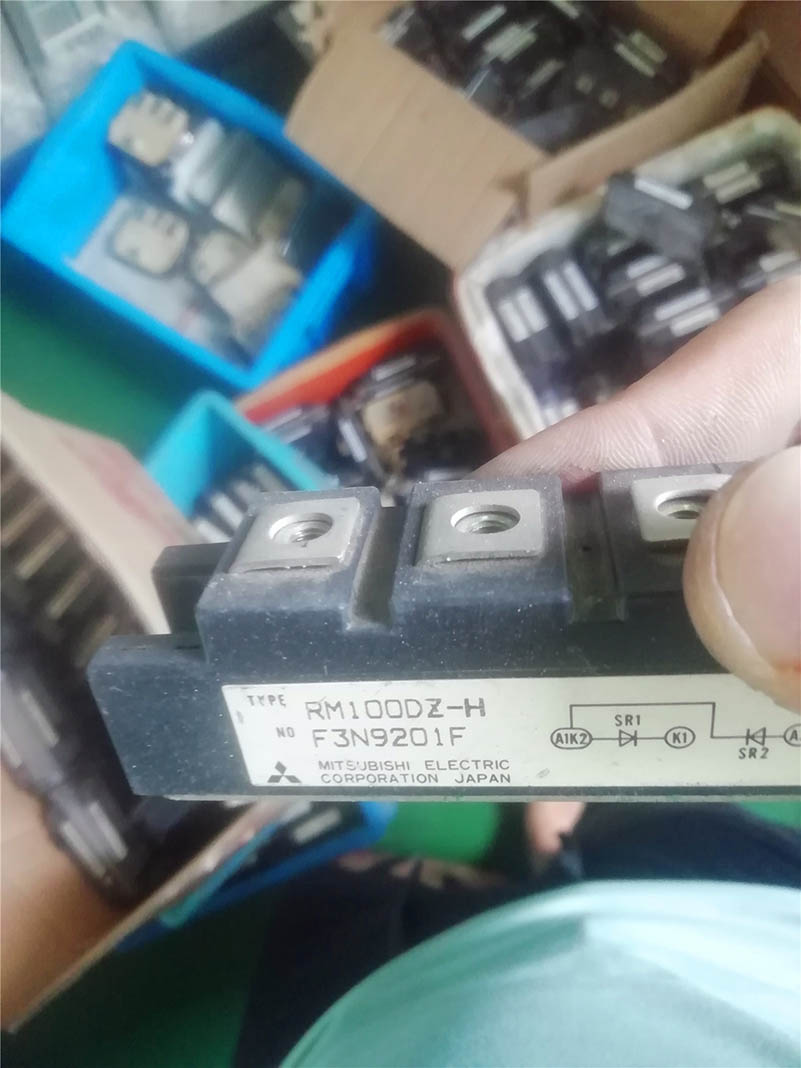 TYPE RM100DZ-H
NO F3N9201F
MITSUBISHI ELECTRIC
CORPORATION JAPAN
SR1
A1K2 K1
SR2